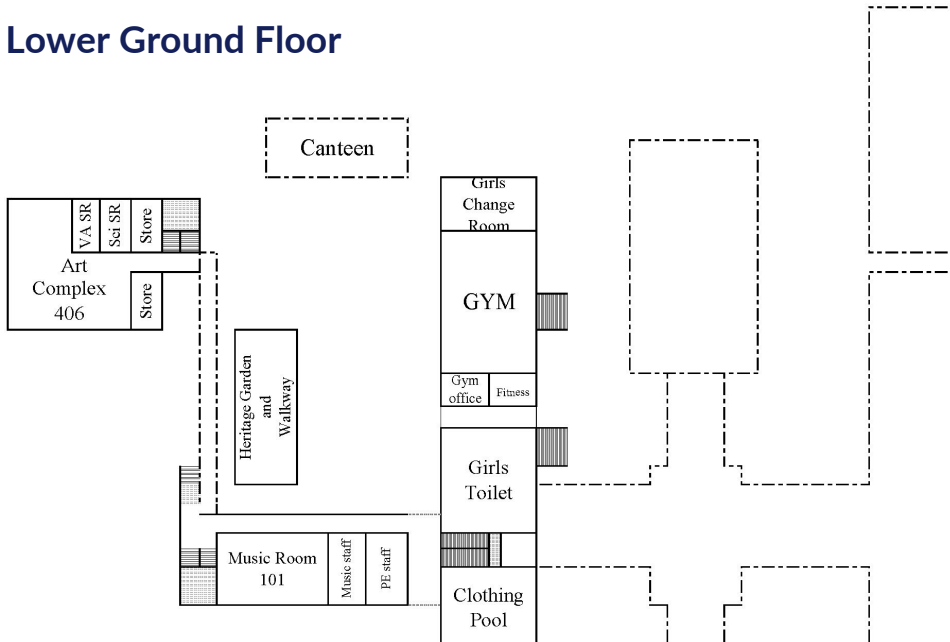 Lower Ground Floor
Canteen
Girls
Change
Room
VA SR
Sci SR
Store
Art
Complex
406
Store
GYM
Gym
office
Fitness
Heritage Garden
and
Walkway
Girls
Toilet
Music Room
101
Music staff
PE staff
Clothing
Pool